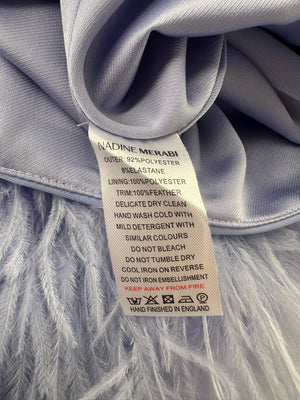 NADINE MERABI
OUTER: 92%POLYESTER
8%ELASTANE
LINING:100%POLYESTER
TRIM:100%FEATHER
DELICATE DRY CLEAN
HAND WASH COLD WITH
MILD DETERGENT WITH
SIMILAR COLOURS
DO NOT BLEACH
DO NOT TUMBLE DRY
COOL IRON ON REVERSE
DO NOT IRON EMBELLISHMENT
KEEP AWAY FROM FIRE
HAND FINISHED IN ENGLAND